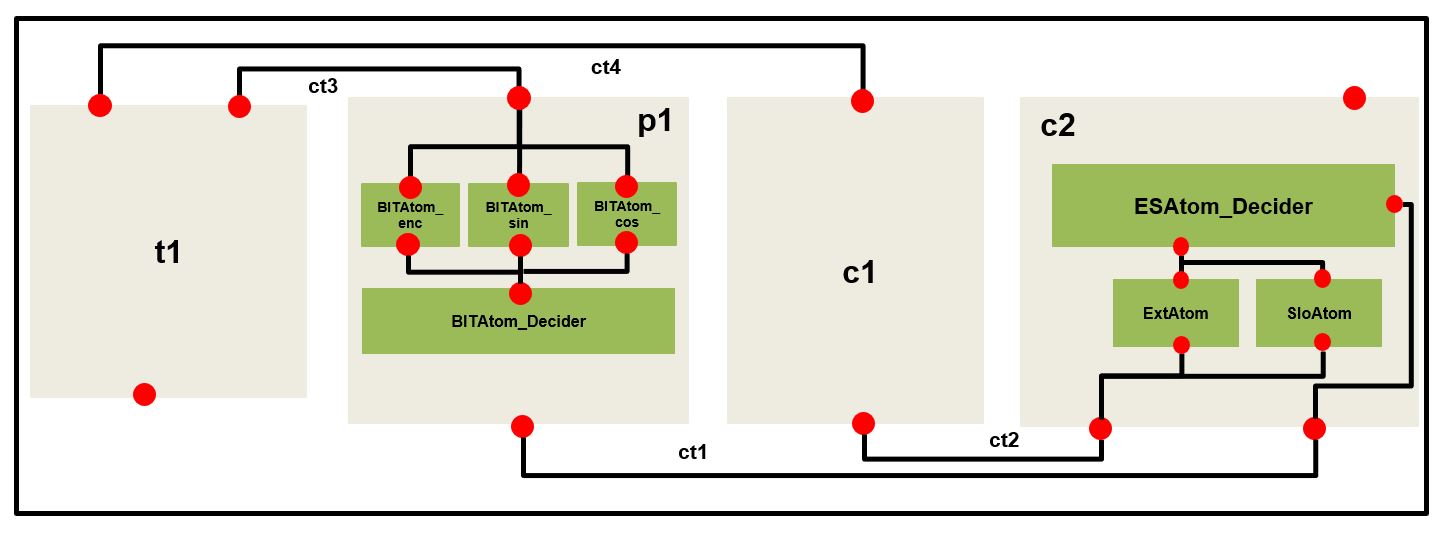 ct3
ct4
t1
p1
BITAtom_
enc
BITAtom_
sin
BITAtom_
cos
BITAtom_Decider
c1
c2
ESAtom_Decider
ExtAtom
SloAtom
ct1
ct2